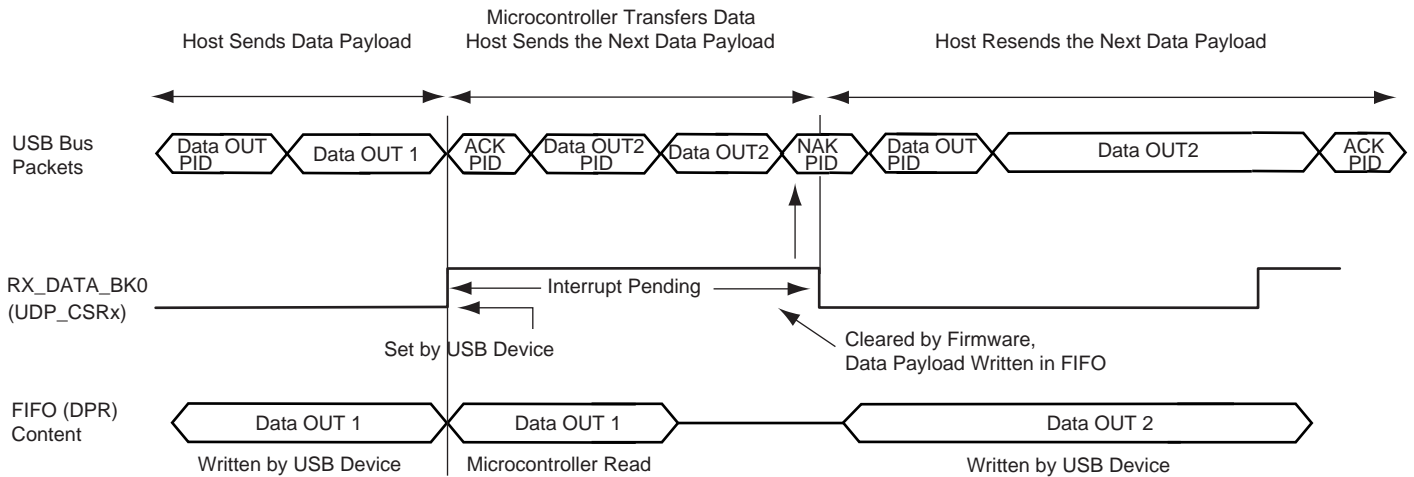 Microcontroller Transfers Data
Host Sends Data Payload
Host Sends the Next Data Payload
Host Resends the Next Data Payload
USB Bus
Packets
Data OUT
PID
Data OUT 1
ACK
PID
Data OUT2
PID
Data OUT2
NAK
PID
Data OUT
PID
Data OUT2
ACK
PID
RX_DATA_BK0
(UDP_CSRx)
Interrupt Pending
Set by USB Device
Cleared by Firmware,
Data Payload Written in FIFO
FIFO (DPR)
Content
Data OUT 1
Data OUT 1
Data OUT 2
Written by USB Device
Microcontroller Read
Written by USB Device